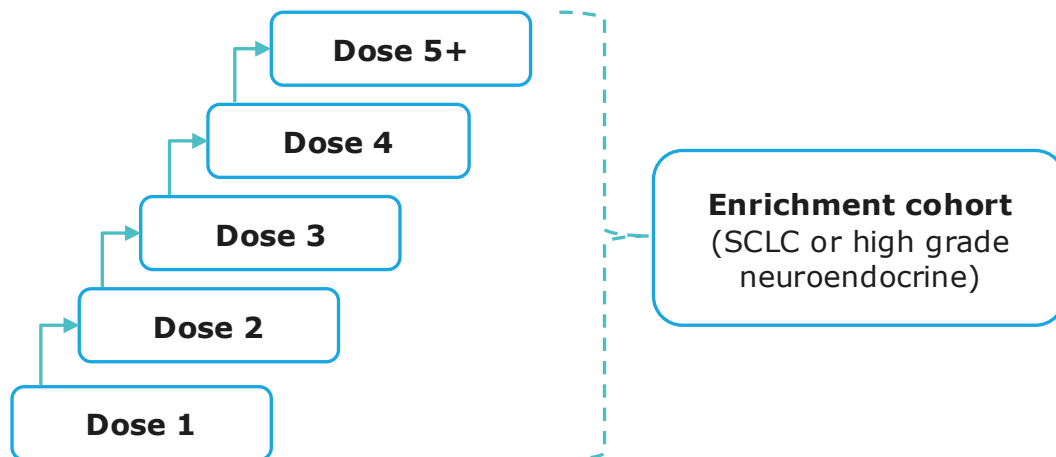 Dose 5+
Dose 4
Dose 3
Dose 2
Dose 1
Enrichment cohort
(SCLC or high grade
neuroendocrine)